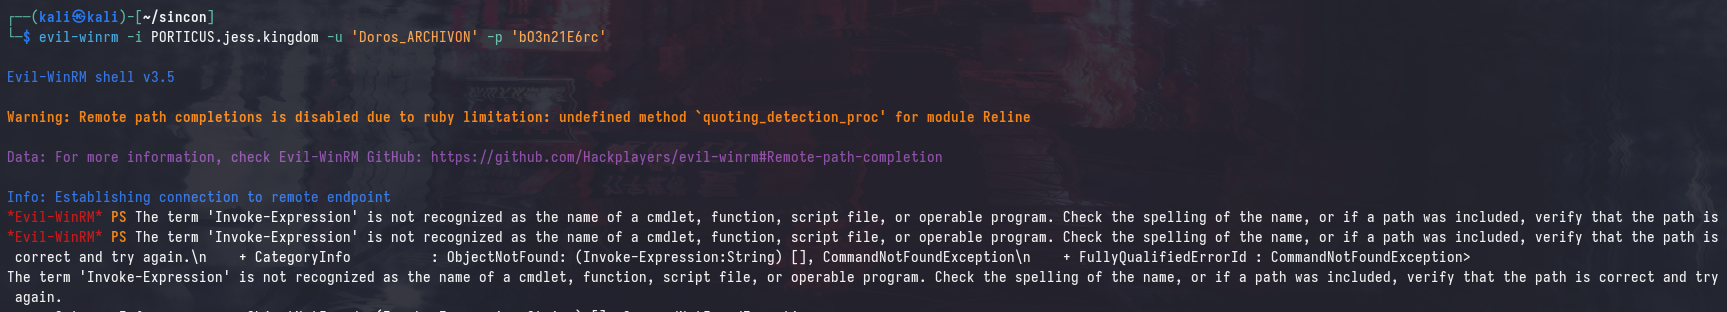 ┌──(kali㉿kali)-[~/sincon]
└─$ evil-winrm -i PORTICUS.jess.kingdom -u 'Doros_ARCHIVON' -p 'bO3n21E6rc'
Evil-WinRM shell v3.5
Warning: Remote path completions is disabled due to ruby limitation: undefined method `quoting_detection_proc' for module Reline
Data: For more information, check Evil-WinRM GitHub: https://github.com/Hackplayers/evil-winrm#Remote-path-completion
Info: Establishing connection to remote endpoint
*Evil-WinRM* PS The term 'Invoke-Expression' is not recognized as the name of a cmdlet, function, script file, or operable program. Check the spelling of the name, or if a path was included, verify that the path is
*Evil-WinRM* PS The term 'Invoke-Expression' is not recognized as the name of a cmdlet, function, script file, or operable program. Check the spelling of the name, or if a path was included, verify that the path is
correct and try again.\n    + CategoryInfo          : ObjectNotFound: (Invoke-Expression:String) [], CommandNotFoundException\n    + FullyQualifiedErrorId : CommandNotFoundException>
The term 'Invoke-Expression' is not recognized as the name of a cmdlet, function, script file, or operable program. Check the spelling of the name, or if a path was included, verify that the path is correct and try
again.